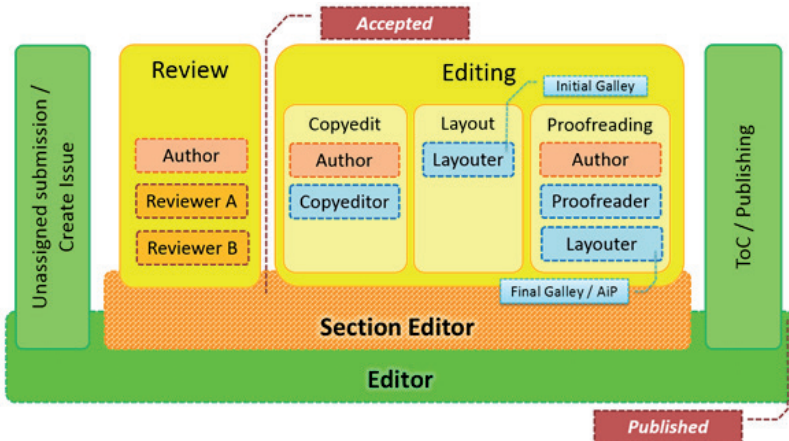 Accepted
Unassigned submission /
Create Issue
Review
Author
Reviewer A
Reviewer B
Editing
Initial Galley
Copyedit
Author
Copyeditor
Layout
Layouter
Proofreading
Author
Proofreader
Layouter
Final Galley / AiP
ToC / Publishing
Section Editor
Editor
Published